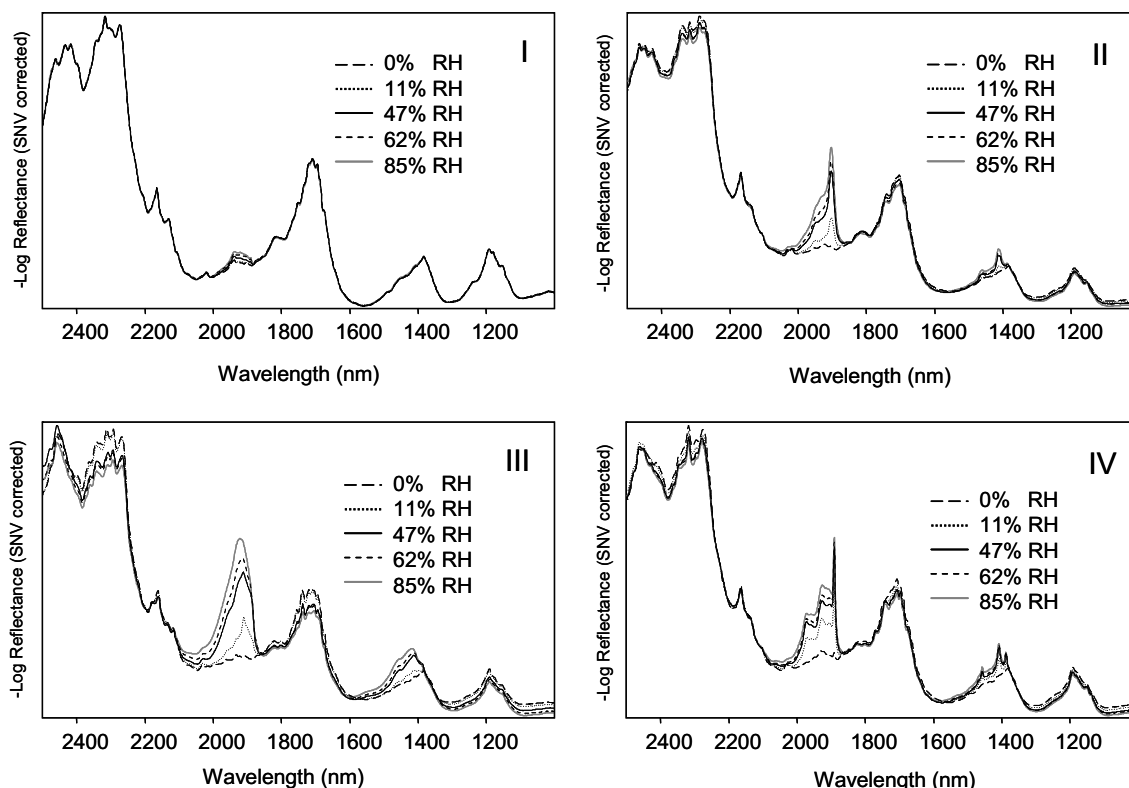 -Log Reflectance (SNV corrected)
I
0% RH
11% RH
47% RH
62% RH
85% RH
2400 2200 2000 1800 1600 1400 1200
Wavelength (nm)
-Log Reflectance (SNV corrected)
II
0% RH
11% RH
47% RH
62% RH
85% RH
2400 2200 2000 1800 1600 1400 1200
Wavelength (nm)
-Log Reflectance (SNV corrected)
III
0% RH
11% RH
47% RH
62% RH
85% RH
2400 2200 2000 1800 1600 1400 1200
Wavelength (nm)
-Log Reflectance (SNV corrected)
IV
0% RH
11% RH
47% RH
62% RH
85% RH
2400 2200 2000 1800 1600 1400 1200
Wavelength (nm)